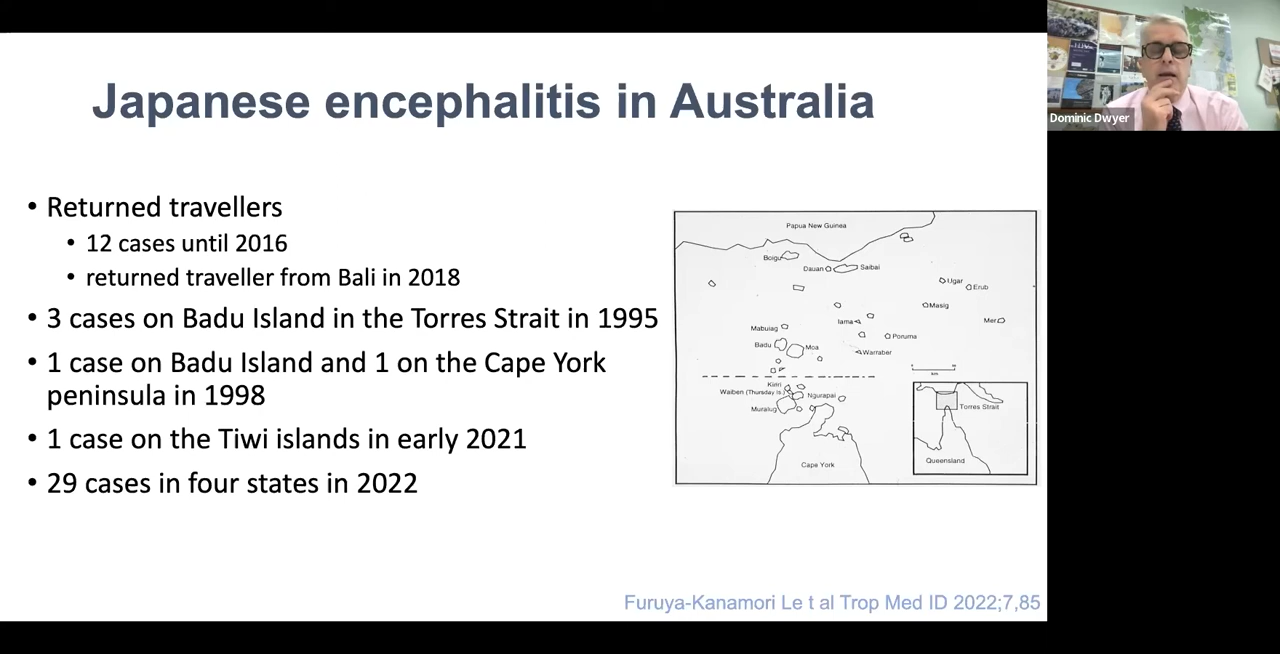 Japanese encephalitis in Australia
Dominic Dwyer
• Returned travellers
• 12 cases until 2016
• returned traveller from Bali in 2018
• 3 cases on Badu Island in the Torres Strait in 1995
• 1 case on Badu Island and 1 on the Cape York
peninsula in 1998
• 1 case on the Tiwi islands in early 2021
• 29 cases in four states in 2022
Papua New Guinea
Boigu
Dauan
Saibai
Ugar
Erub
Masig
Mer
Iama
Mabuiag
Poruma
Badu
Moa
Warraber
km
Kiriri
Waiben (Thursday Is.)
Ngurapai
Muralug
Torres Strait
Queensland
Cape York
Furuya-Kanamori Le t al Trop Med ID 2022;7,85